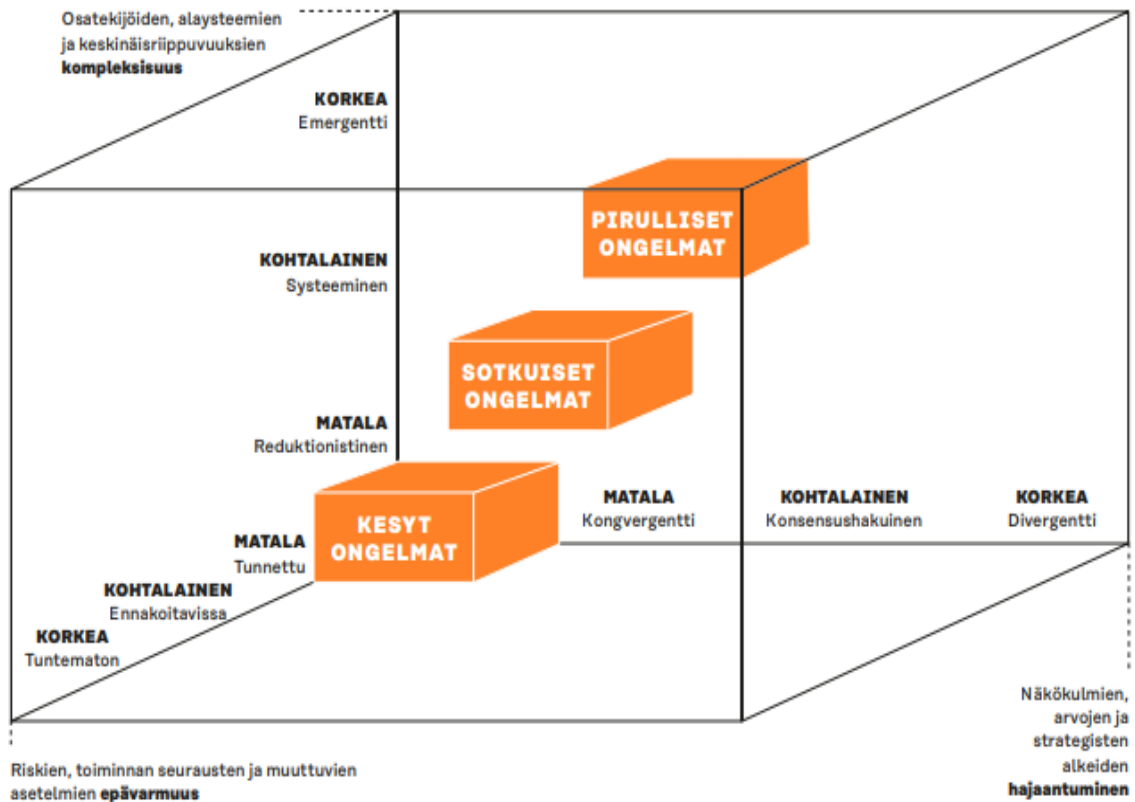 Osatekijöiden, alaysteemien
ja keskinäisriippuvuuksien
kompleksisuus
KORKEA
Emergentti
KOHTALAINEN
Systeeminen
MATALA
Reduktionistinen
PIRULLISET
ONGELMAT
SOTKUISET
ONGELMAT
KESYT
ONGELMAT
MATALA
Tunnettu
KOHTALAINEN
Ennakoitavissa
KORKEA
Tuntematon
MATALA
Kongvergentti
KOHTALAINEN
Konsensushakuinen
KORKEA
Divergentti
Riskien, toiminnan seurausten ja muuttuvien
asetelmien epävarmuus
Näkökulmien,
arvojen ja
strategisten
alkeiden
hajaantuminen